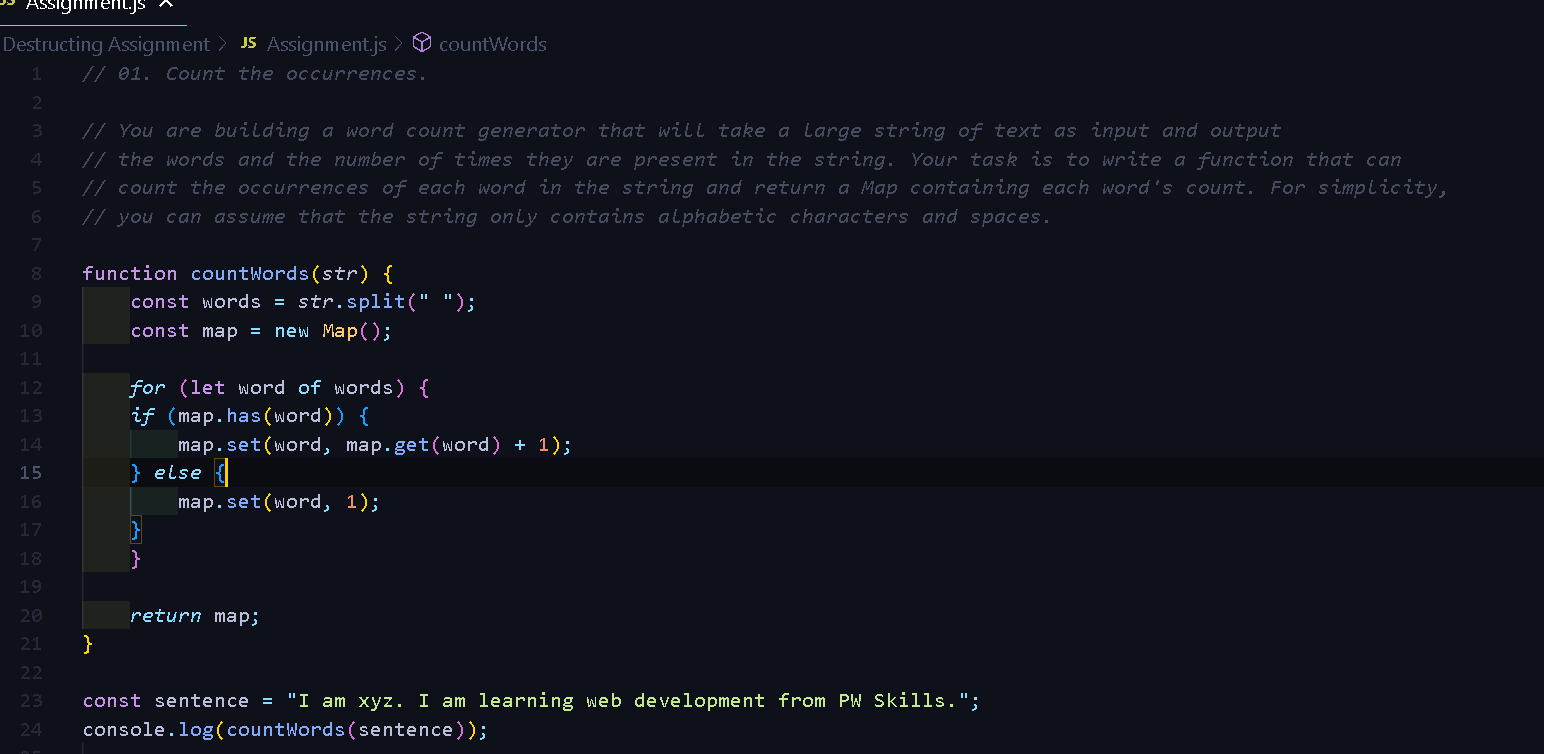 JS Assignment.js ×
Destructing Assignment > JS Assignment.js > countWords
1 // 01. Count the occurrences.
2
3 // You are building a word count generator that will take a large string of text as input and output
4 // the words and the number of times they are present in the string. Your task is to write a function that can
5 // count the occurrences of each word in the string and return a Map containing each word's count. For simplicity,
6 // you can assume that the string only contains alphabetic characters and spaces.
7
8 function countWords(str) {
9     const words = str.split(" ");
10     const map = new Map();
11
12     for (let word of words) {
13     if (map.has(word)) {
14         map.set(word, map.get(word) + 1);
15     } else {
16         map.set(word, 1);
17     }
18     }
19
20     return map;
21 }
22
23 const sentence = "I am xyz. I am learning web development from PW Skills.";
24 console.log(countWords(sentence));
25